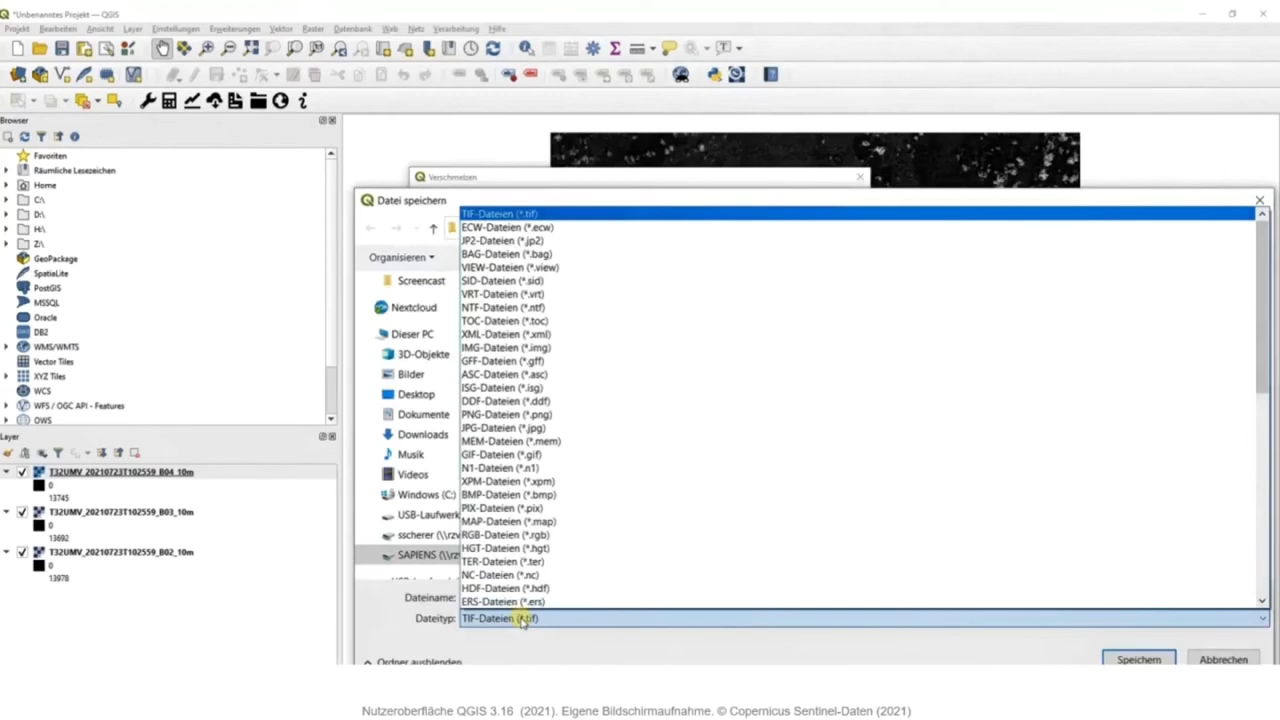 *Unbenanntes Projekt — QGIS
Projekt Bearbeiten Ansicht Layer Einstellungen Erweiterungen Vektor Raster Datenbank Web Netz Verarbeitung Hilfe
Browser
Favoriten
Räumliche Lesezeichen
Home
C:\
D:\
H:\
Z:\
GeoPackage
SpatiaLite
PostGIS
MSSQL
Oracle
DB2
WMS/WMTS
Vector Tiles
XYZ Tiles
WCS
WFS / OGC API - Features
OWS
Layer
T32UMV_20210723T102559_B04_10m
0
13745
T32UMV_20210723T102559_B03_10m
0
13692
T32UMV_20210723T102559_B02_10m
0
13978
Verschmelzen
Datei speichern
Organisieren
Screencast
Nextcloud
Dieser PC
3D-Objekte
Bilder
Desktop
Dokumente
Downloads
Musik
Videos
Windows (C:)
USB-Laufwerk
sscherer (\\rzv
SAPIENS (\\rzv
TIF-Dateien (*.tif)
ECW-Dateien (*.ecw)
JP2-Dateien (*.jp2)
BAG-Dateien (*.bag)
VIEW-Dateien (*.view)
SID-Dateien (*.sid)
VRT-Dateien (*.vrt)
NTF-Dateien (*.ntf)
TOC-Dateien (*.toc)
XML-Dateien (*.xml)
IMG-Dateien (*.img)
GFF-Dateien (*.gff)
ASC-Dateien (*.asc)
ISG-Dateien (*.isg)
DDF-Dateien (*.ddf)
PNG-Dateien (*.png)
JPG-Dateien (*.jpg)
MEM-Dateien (*.mem)
GIF-Dateien (*.gif)
N1-Dateien (*.n1)
XPM-Dateien (*.xpm)
BMP-Dateien (*.bmp)
PIX-Dateien (*.pix)
MAP-Dateien (*.map)
RGB-Dateien (*.rgb)
HGT-Dateien (*.hgt)
TER-Dateien (*.ter)
NC-Dateien (*.nc)
HDF-Dateien (*.hdf)
ERS-Dateien (*.ers)
Dateiname:
Dateityp: TIF-Dateien (*.tif)
Ordner ausblenden
Speichern Abbrechen
Nutzeroberfläche QGIS 3.16 (2021). Eigene Bildschirmaufnahme. © Copernicus Sentinel-Daten (2021)